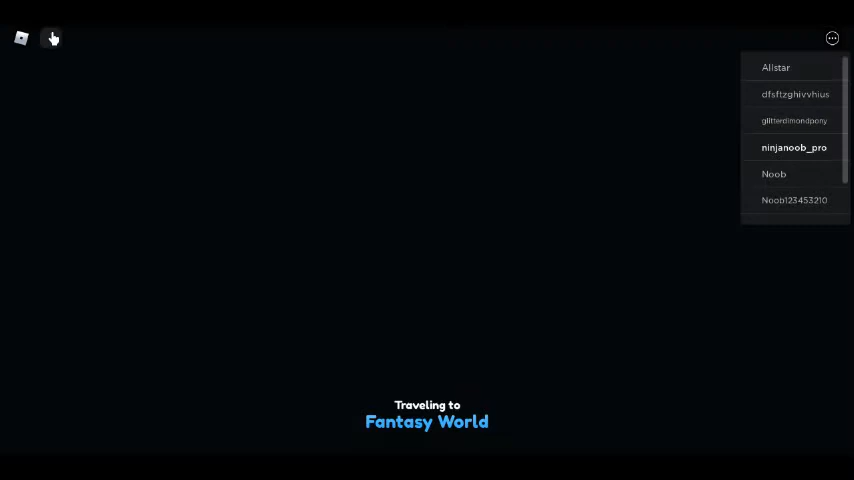 Allstar
dfsftzghivvhius
glitterdimondpony
ninjanoob_pro
Noob
Noob123453210
Traveling to
Fantasy World